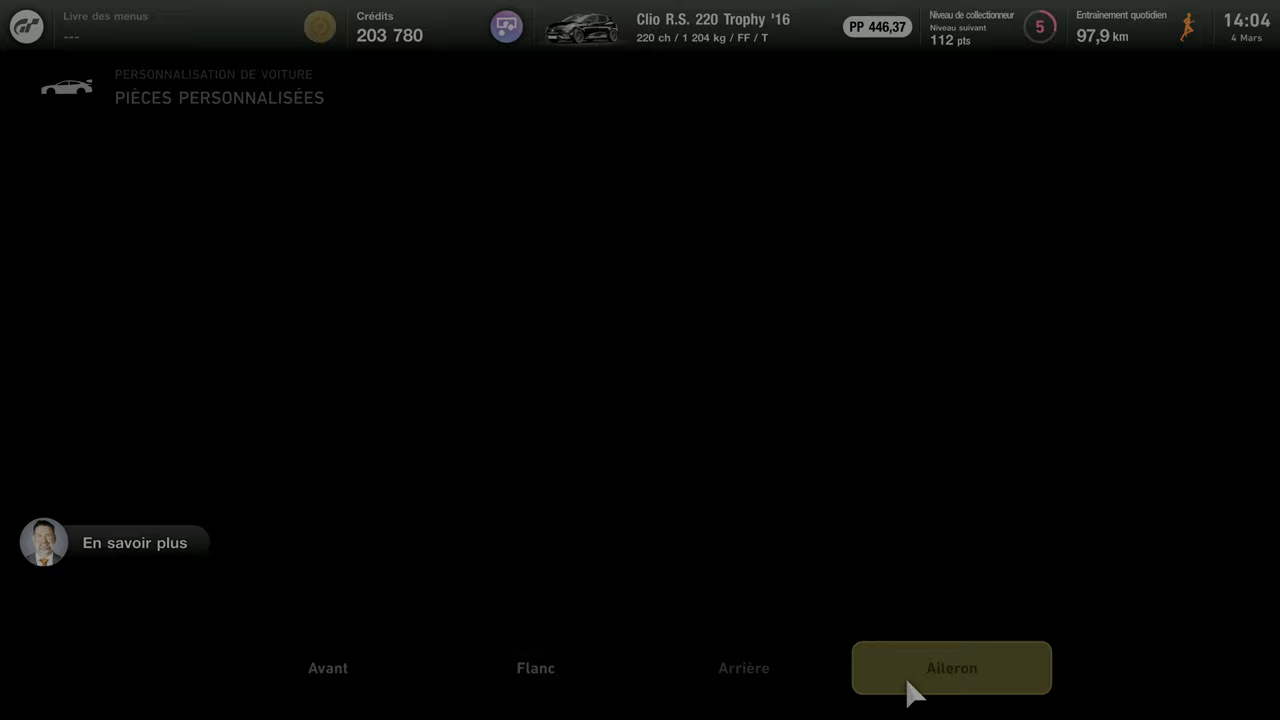 Livre des menus
---
Crédits
203 780
Clio R.S. 220 Trophy '16
220 ch / 1 204 kg / FF / T
PP 446,37
Niveau de collectionneur
Niveau suivant
112 pts
5
Entraînement quotidien
97,9 km
14:04
4 Mars
PERSONNALISATION DE VOITURE
PIÈCES PERSONNALISÉES
En savoir plus
Avant
Flanc
Arrière
Aileron